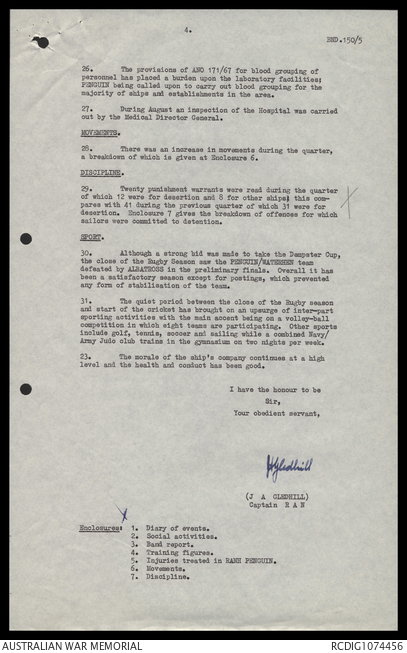 4.
BND.150/5
26. The provisions of ANO 171/67 for blood grouping of
personnel has placed a burden upon the laboratory facilities;
PENGUIN being called upon to carry out blood grouping for the
majority of ships and establishments in the area.
27. During August an inspection of the Hospital was carried
out by the Medical Director General.
MOVEMENTS.
28. There was an increase in movements during the quarter,
a breakdown of which is given at Enclosure 6.
DISCIPLINE.
29. Twenty punishment warrants were read during the quarter
of which 12 were for desertion and 8 for other ships; this com-
pares with 41 during the previous quarter of which 31 were for
desertion. Enclosure 7 gives the breakdown of offences for which
sailors were committed to detention.
SPORT.
30. Although a strong bid was made to take the Dempster Cup,
the close of the Rugby Season saw the PENGUIN/WATERHEN team
defeated by ALBATROSS in the preliminary finals. Overall it has
been a satisfactory season except for postings, which prevented
any form of stabilisation of the team.
31. The quiet period between the close of the Rugby season
and start of the cricket has brought on an upsurge of inter-part
sporting activities with the main accent being on a volley-ball
competition in which eight teams are participating. Other sports
include golf, tennis, soccer and sailing while a combined Navy/
Army Judo club trains in the gymnasium on two nights per week.
23. The morale of the ship's company continues at a high
level and the health and conduct has been good.
I have the honour to be
Sir,
Your obedient servant,
JAGledhill
(J A GLEDHILL)
Captain R A N
Enclosures: 1. Diary of events.
2. Social activities.
3. Band report.
4. Training figures.
5. Injuries treated in RANH PENGUIN.
6. Movements.
7. Discipline.
AUSTRALIAN WAR MEMORIAL
RCDIG1074456